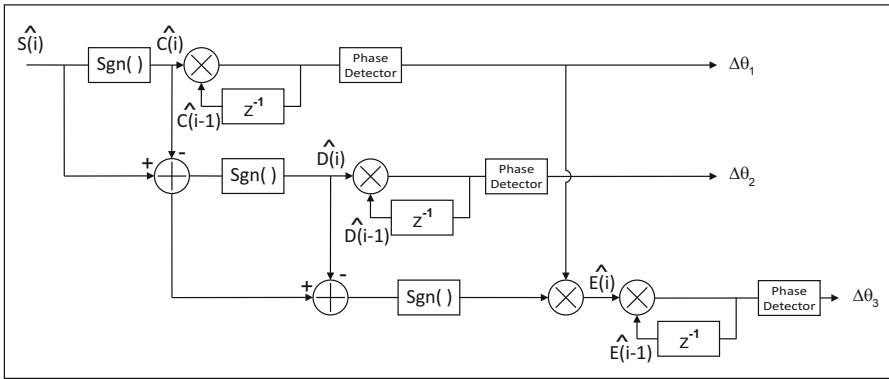 Ŝ(i)
Sgn( )
Ĉ(i)
Phase
Detector
Δθ₁
Z⁻¹
Ĉ(i-1)
+
-
Sgn( )
D̂(i)
Phase
Detector
Δθ₂
Z⁻¹
D̂(i-1)
+
-
Sgn( )
Ê(i)
Phase
Detector
Δθ₃
Z⁻¹
Ê(i-1)